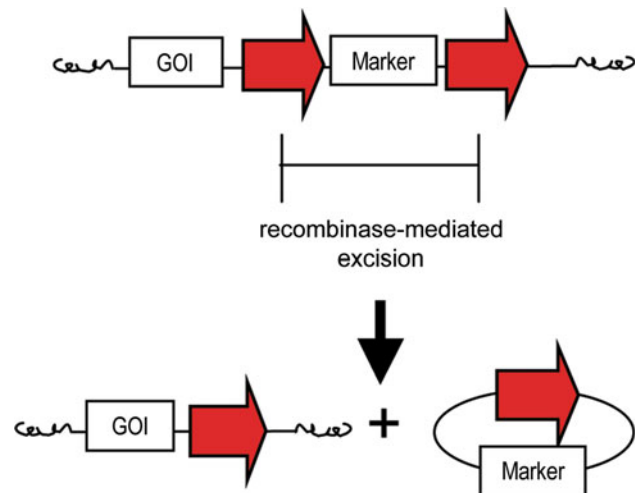 GOI Marker
recombinase-mediated
excision
GOI + Marker